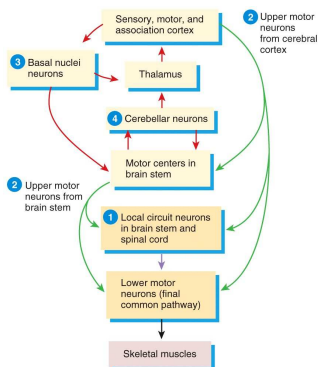 Sensory, motor, and
association cortex
2 Upper motor
neurons
from cerebral
cortex
3 Basal nuclei
neurons
Thalamus
4 Cerebellar neurons
Motor centers in
brain stem
2 Upper motor
neurons from
brain stem
1 Local circuit neurons
in brain stem and
spinal cord
Lower motor
neurons (final
common pathway)
Skeletal muscles